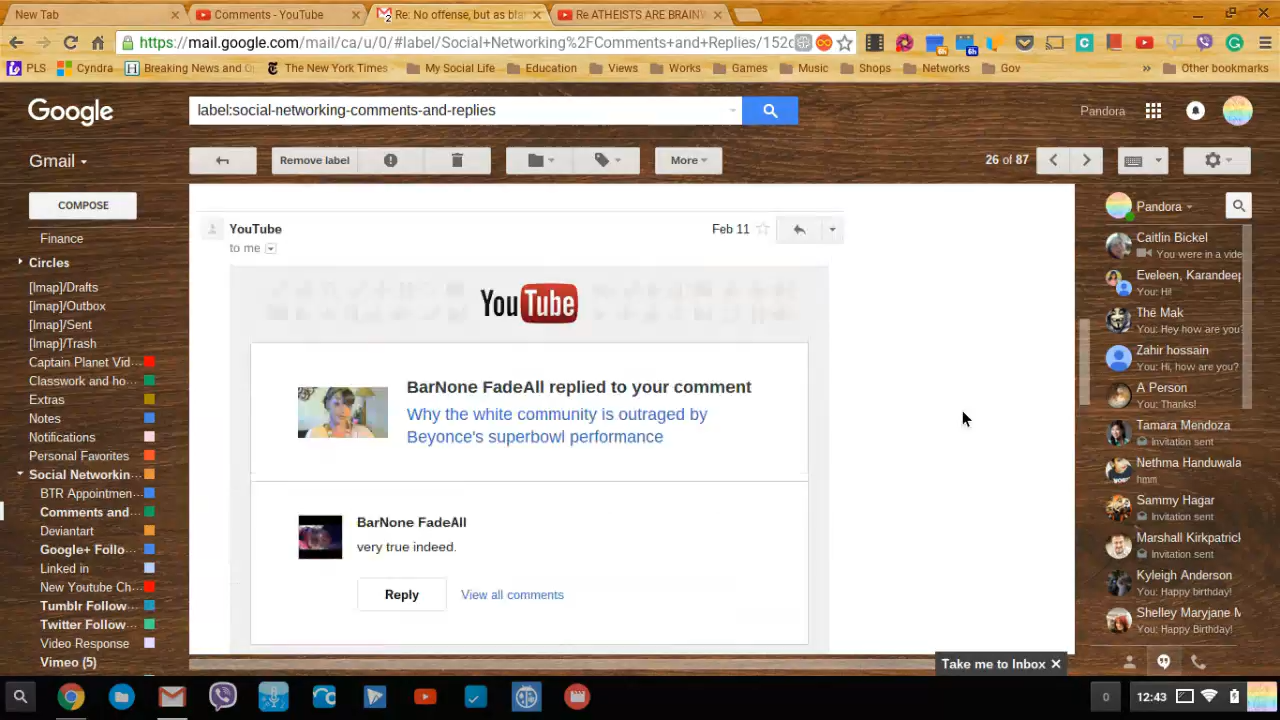 New Tab
Comments - YouTube
Re: No offense, but as bla
Re ATHEISTS ARE BRAINW
https://mail.google.com/mail/ca/u/0/#label/Social+Networking%2FComments+and+Replies/152c
PLS
Cyndra
Breaking News and O
The New York Times
My Social Life
Education
Views
Works
Games
Music
Shops
Networks
Gov
»
Other bookmarks
Google
label:social-networking-comments-and-replies
Pandora
Gmail
Remove label
More
26 of 87
COMPOSE
Finance
Circles
[Imap]/Drafts
[Imap]/Outbox
[Imap]/Sent
[Imap]/Trash
Captain Planet Vid...
Classwork and ho...
Extras
Notes
Notifications
Personal Favorites
Social Networkin...
BTR Appointmen...
Comments and...
Deviantart
Google+ Follo...
Linked in
New Youtube Ch...
Tumblr Follow...
Twitter Follow...
Video Response
Vimeo (5)
YouTube
Feb 11
to me
YouTube
BarNone FadeAll replied to your comment
Why the white community is outraged by
Beyonce's superbowl performance
BarNone FadeAll
very true indeed.
Reply
View all comments
Pandora
Caitlin Bickel
You were in a vide
Eveleen, Karandeep
You: Hi!
The Mak
You: Hey how are you?
Zahir hossain
You: Hi, how are you?
A Person
You: Thanks!
Tamara Mendoza
Invitation sent
Nethma Handuwala
hmm
Sammy Hagar
Invitation sent
Marshall Kirkpatrick
Invitation sent
Kyleigh Anderson
You: Happy birthday!
Shelley Maryjane M
You: Happy Birthday!
Take me to Inbox ✕
0
12:43